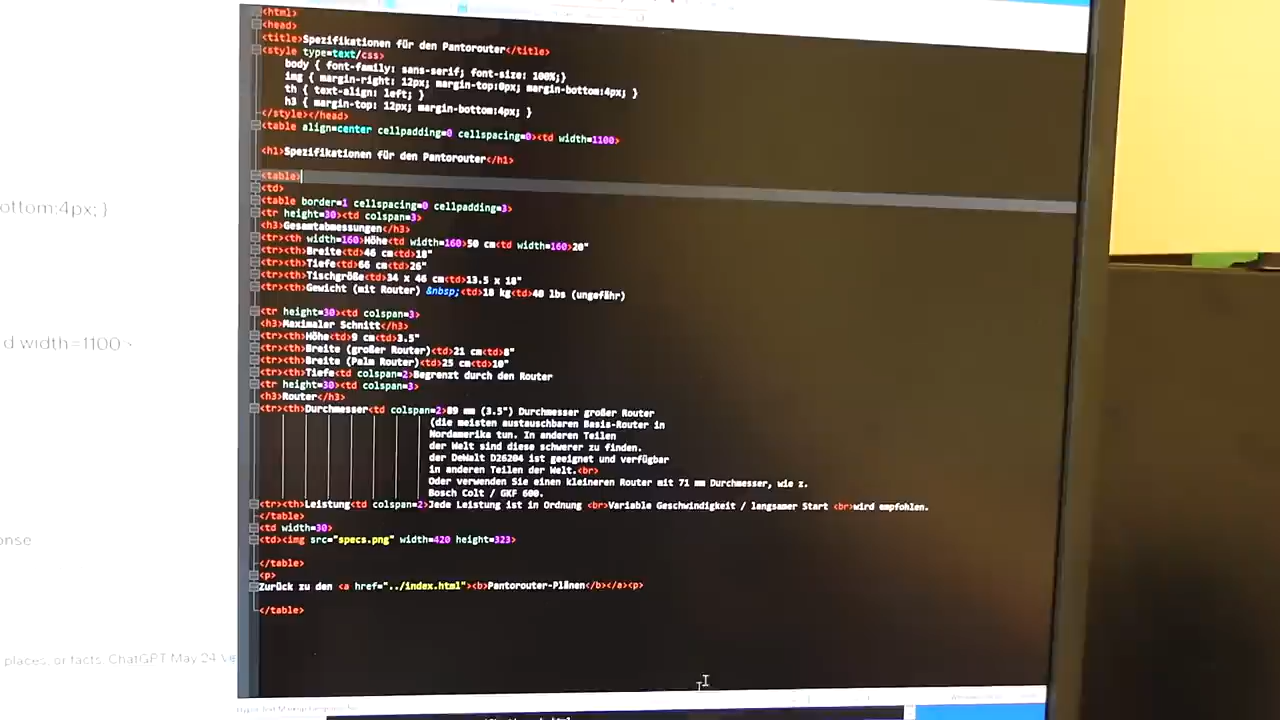 <html>
<head>
<title>Spezifikationen für den Pantorouter</title>
<style type=text/css>
body { font-family: sans-serif; font-size: 100%;}
img { margin-right: 12px; margin-top:0px; margin-bottom:4px; }
th { text-align: left; }
h3 { margin-top: 12px; margin-bottom:4px; }
</style></head>
<table align=center cellpadding=0 cellspacing=0><td width=1100>
<h1>Spezifikationen für den Pantorouter</h1>
<table>
ottom:4px; }
<td>
<table border=1 cellspacing=0 cellpadding=3>
<tr height=30><td colspan=3>
<h3>Gesamtabmessungen</h3>
<tr><th width=160>Höhe<td width=160>50 cm<td width=160>20"
<tr><th>Breite<td>46 cm<td>18"
<tr><th>Tiefe<td>66 cm<td>26"
<tr><th>Tischgröße<td>34 x 46 cm<td>13.5 x 18"
<tr><th>Gewicht (mit Router) &nbsp;<td>18 kg<td>40 lbs (ungefähr)
<tr height=30><td colspan=3>
<h3>Maximaler Schnitt</h3>
<tr><th>Höhe<td>9 cm<td>3.5"
d width=1100
<tr><th>Breite (großer Router)<td>21 cm<td>8"
<tr><th>Breite (Palm Router)<td>25 cm<td>10"
<tr><th>Tiefe<td colspan=2>Begrenzt durch den Router
<tr height=30><td colspan=3>
<h3>Router</h3>
<tr><th>Durchmesser<td colspan=2>89 mm (3.5") Durchmesser großer Router
(die meisten austauschbaren Basis-Router in
Nordamerika tun. In anderen Teilen
der Welt sind diese schwerer zu finden.
der DeWalt D26204 ist geeignet und verfügbar
in anderen Teilen der Welt.<br>
Oder verwenden Sie einen kleineren Router mit 71 mm Durchmesser, wie z.
Bosch Colt / GKF 600.
<tr><th>Leistung<td colspan=2>Jede Leistung ist in Ordnung <br>Variable Geschwindigkeit / langsamer Start <br>wird empfohlen.
</table>
<td width=30>
<td><img src="specs.png" width=420 height=323>
onse
</table>
<p>
Zurück zu den <a href="../index.html"><b>Pantorouter-Plänen</b></a><p>
</table>
places, or facts. ChatGPT May 24 Ve